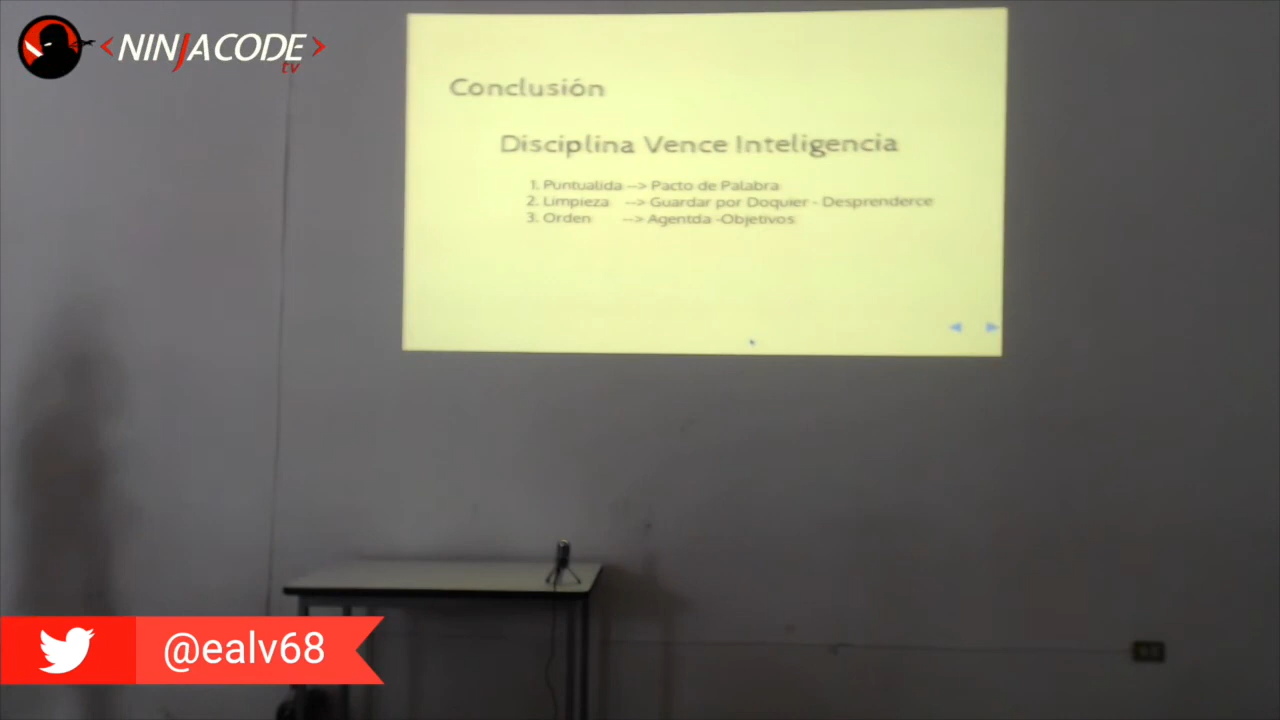 <NINJACODE>
tv
Conclusión
Disciplina Vence Inteligencia
1. Puntualida --> Pacto de Palabra
2. Limpieza --> Guardar por Doquier - Desprenderce
3. Orden --> Agentda -Objetivos
@ealv68